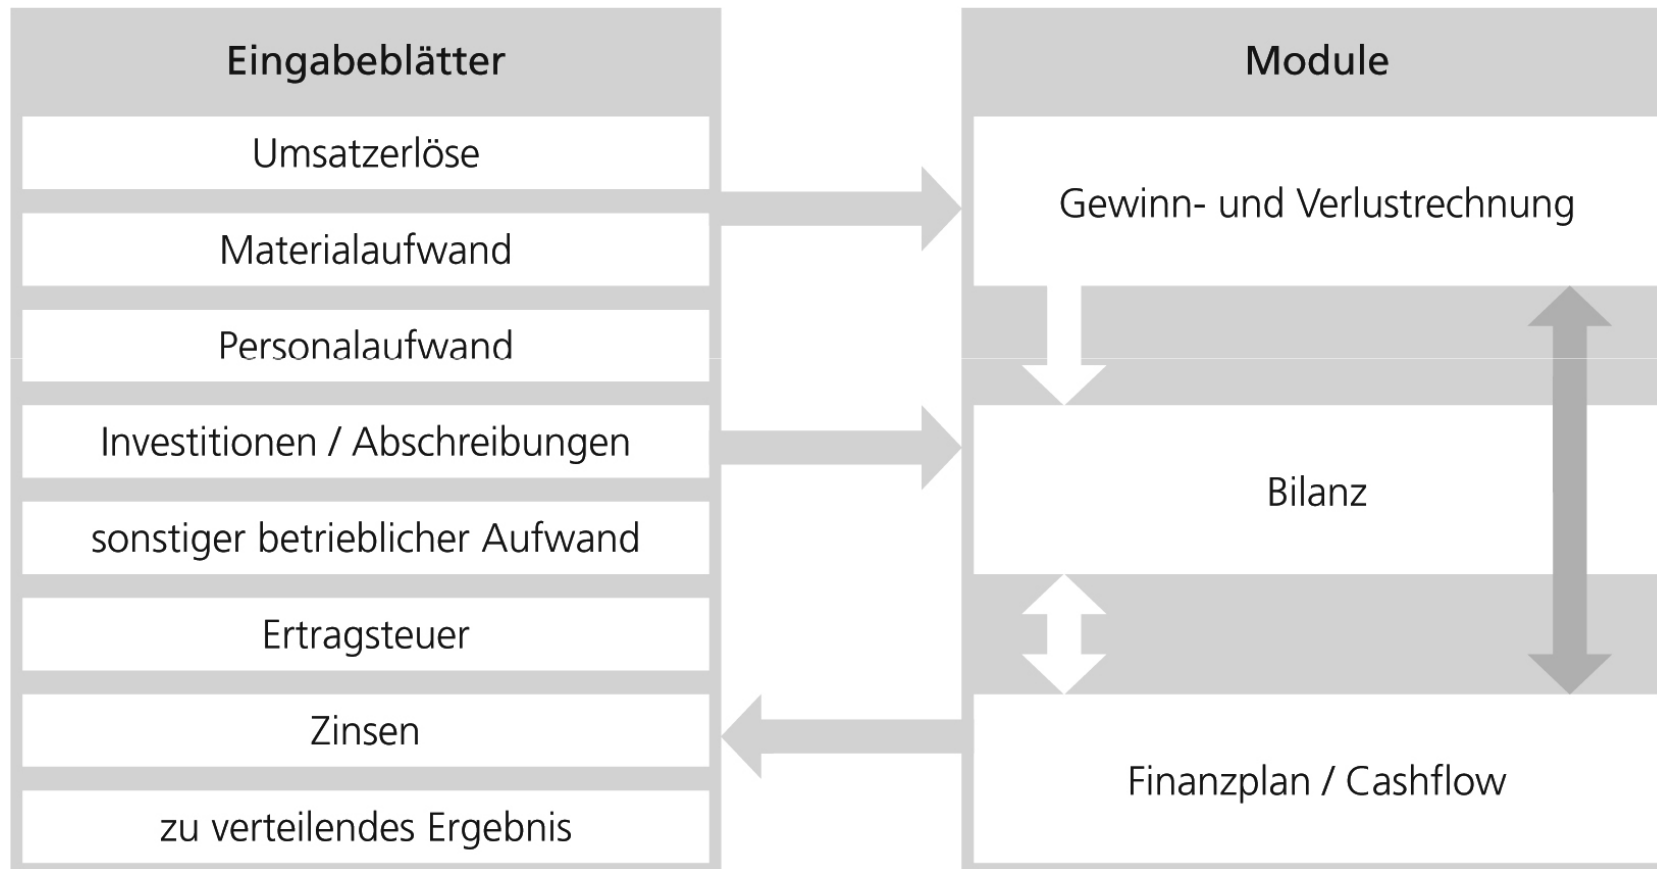 Eingabeblätter
Umsatzerlöse
Materialaufwand
Personalaufwand
Investitionen / Abschreibungen
sonstiger betrieblicher Aufwand
Ertragsteuer
Zinsen
zu verteilendes Ergebnis
Module
Gewinn- und Verlustrechnung
Bilanz
Finanzplan / Cashflow